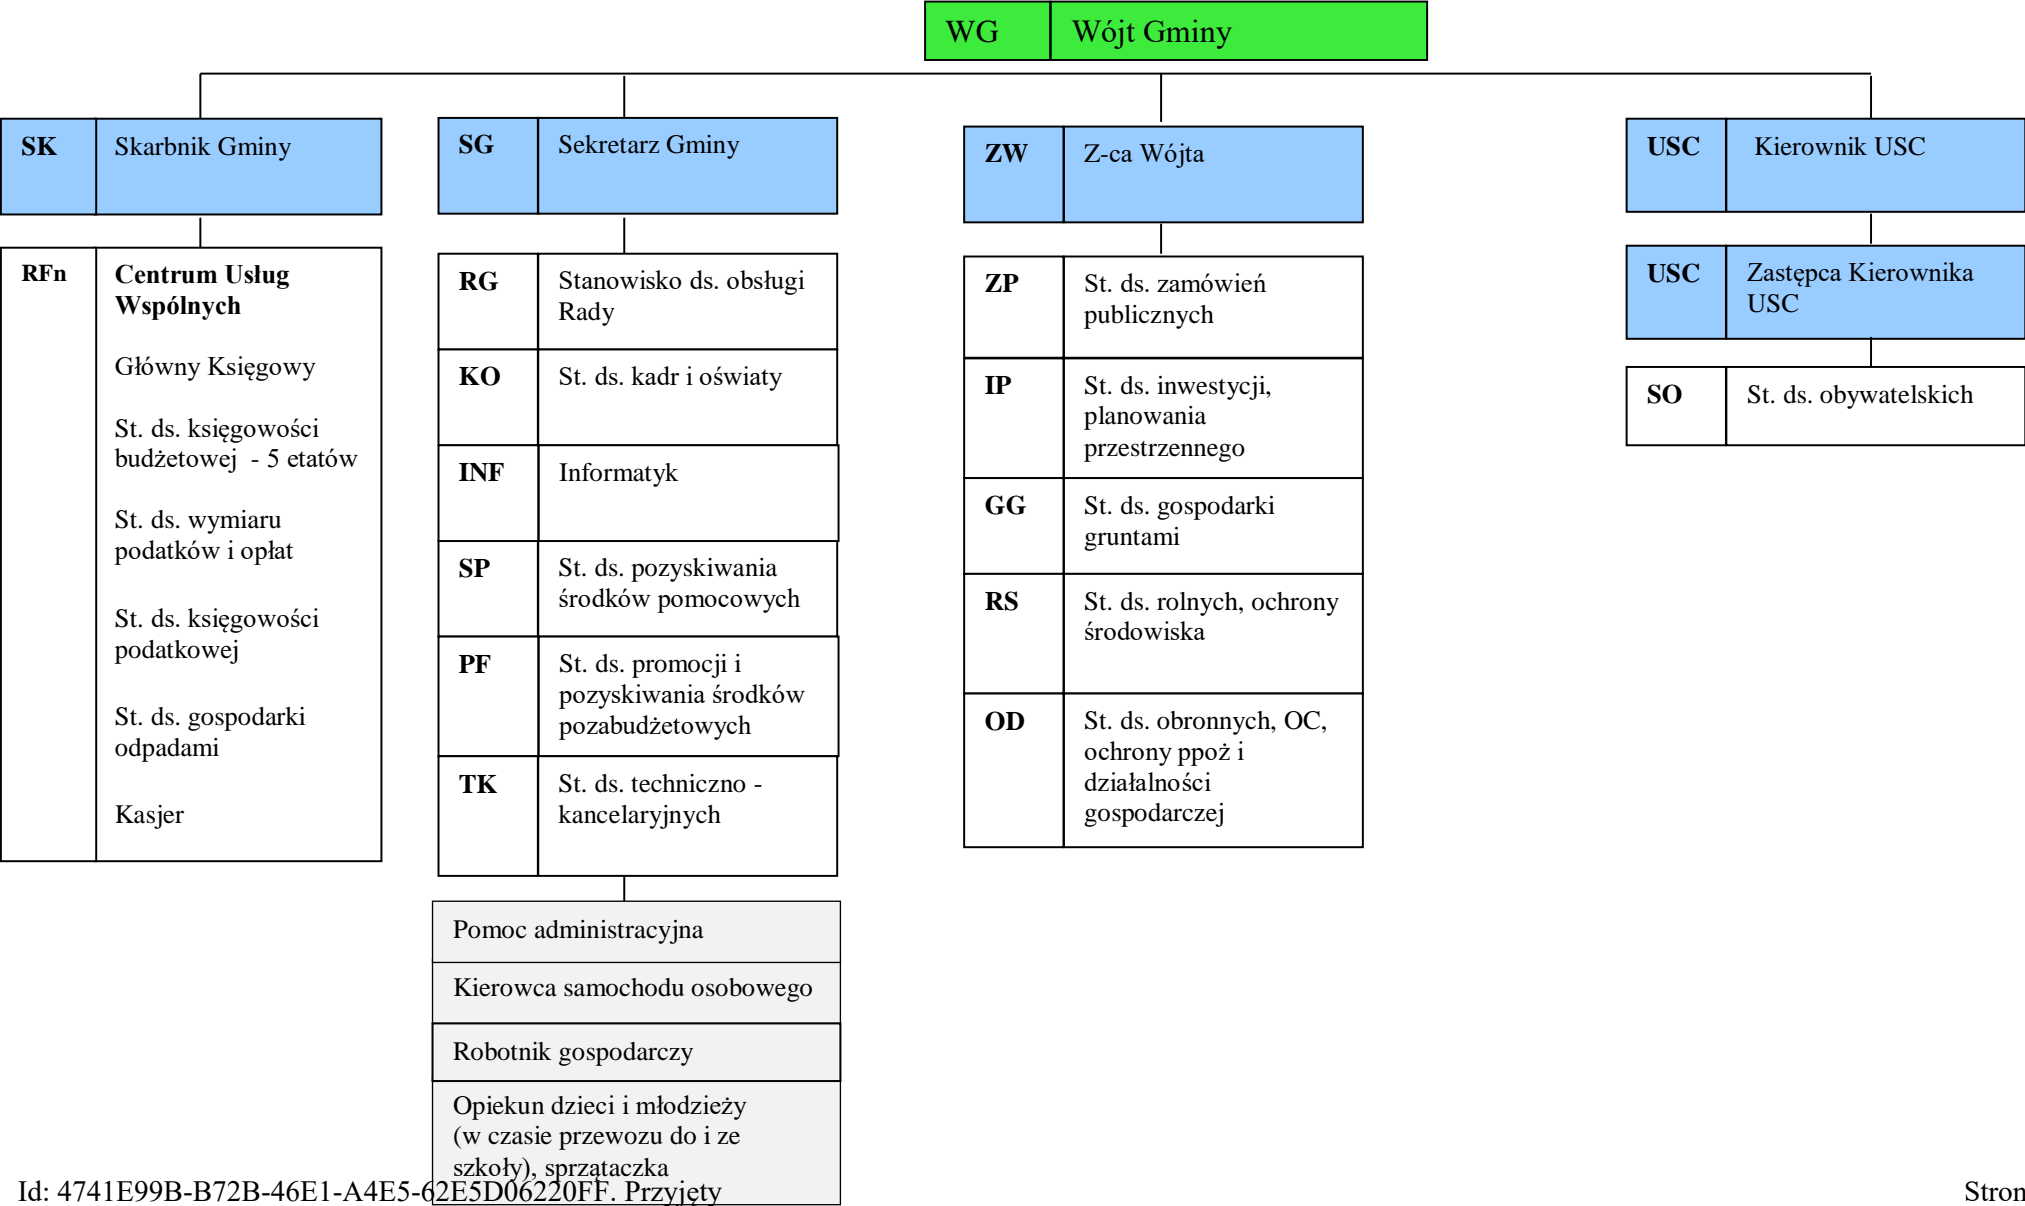 WG Wójt Gminy
SK Skarbnik Gminy
RFn Centrum Usług
Wspólnych
Główny Księgowy
St. ds. księgowości
budżetowej - 5 etatów
St. ds. wymiaru
podatków i opłat
St. ds. księgowości
podatkowej
St. ds. gospodarki
odpadami
Kasjer
SG Sekretarz Gminy
RG Stanowisko ds. obsługi
Rady
KO St. ds. kadr i oświaty
INF Informatyk
SP St. ds. pozyskiwania
środków pomocowych
PF St. ds. promocji i
pozyskiwania środków
pozabudżetowych
TK St. ds. techniczno -
kancelaryjnych
Pomoc administracyjna
Kierowca samochodu osobowego
Robotnik gospodarczy
Opiekun dzieci i młodzieży
(w czasie przewozu do i ze
szkoły), sprzątaczka
ZW Z-ca Wójta
ZP St. ds. zamówień
publicznych
IP St. ds. inwestycji,
planowania
przestrzennego
GG St. ds. gospodarki
gruntami
RS St. ds. rolnych, ochrony
środowiska
OD St. ds. obronnych, OC,
ochrony ppoż i
działalności
gospodarczej
USC Kierownik USC
USC Zastępca Kierownika
USC
SO St. ds. obywatelskich
Id: 4741E99B-B72B-46E1-A4E5-62E5D06220FF. Przyjęty
Stron